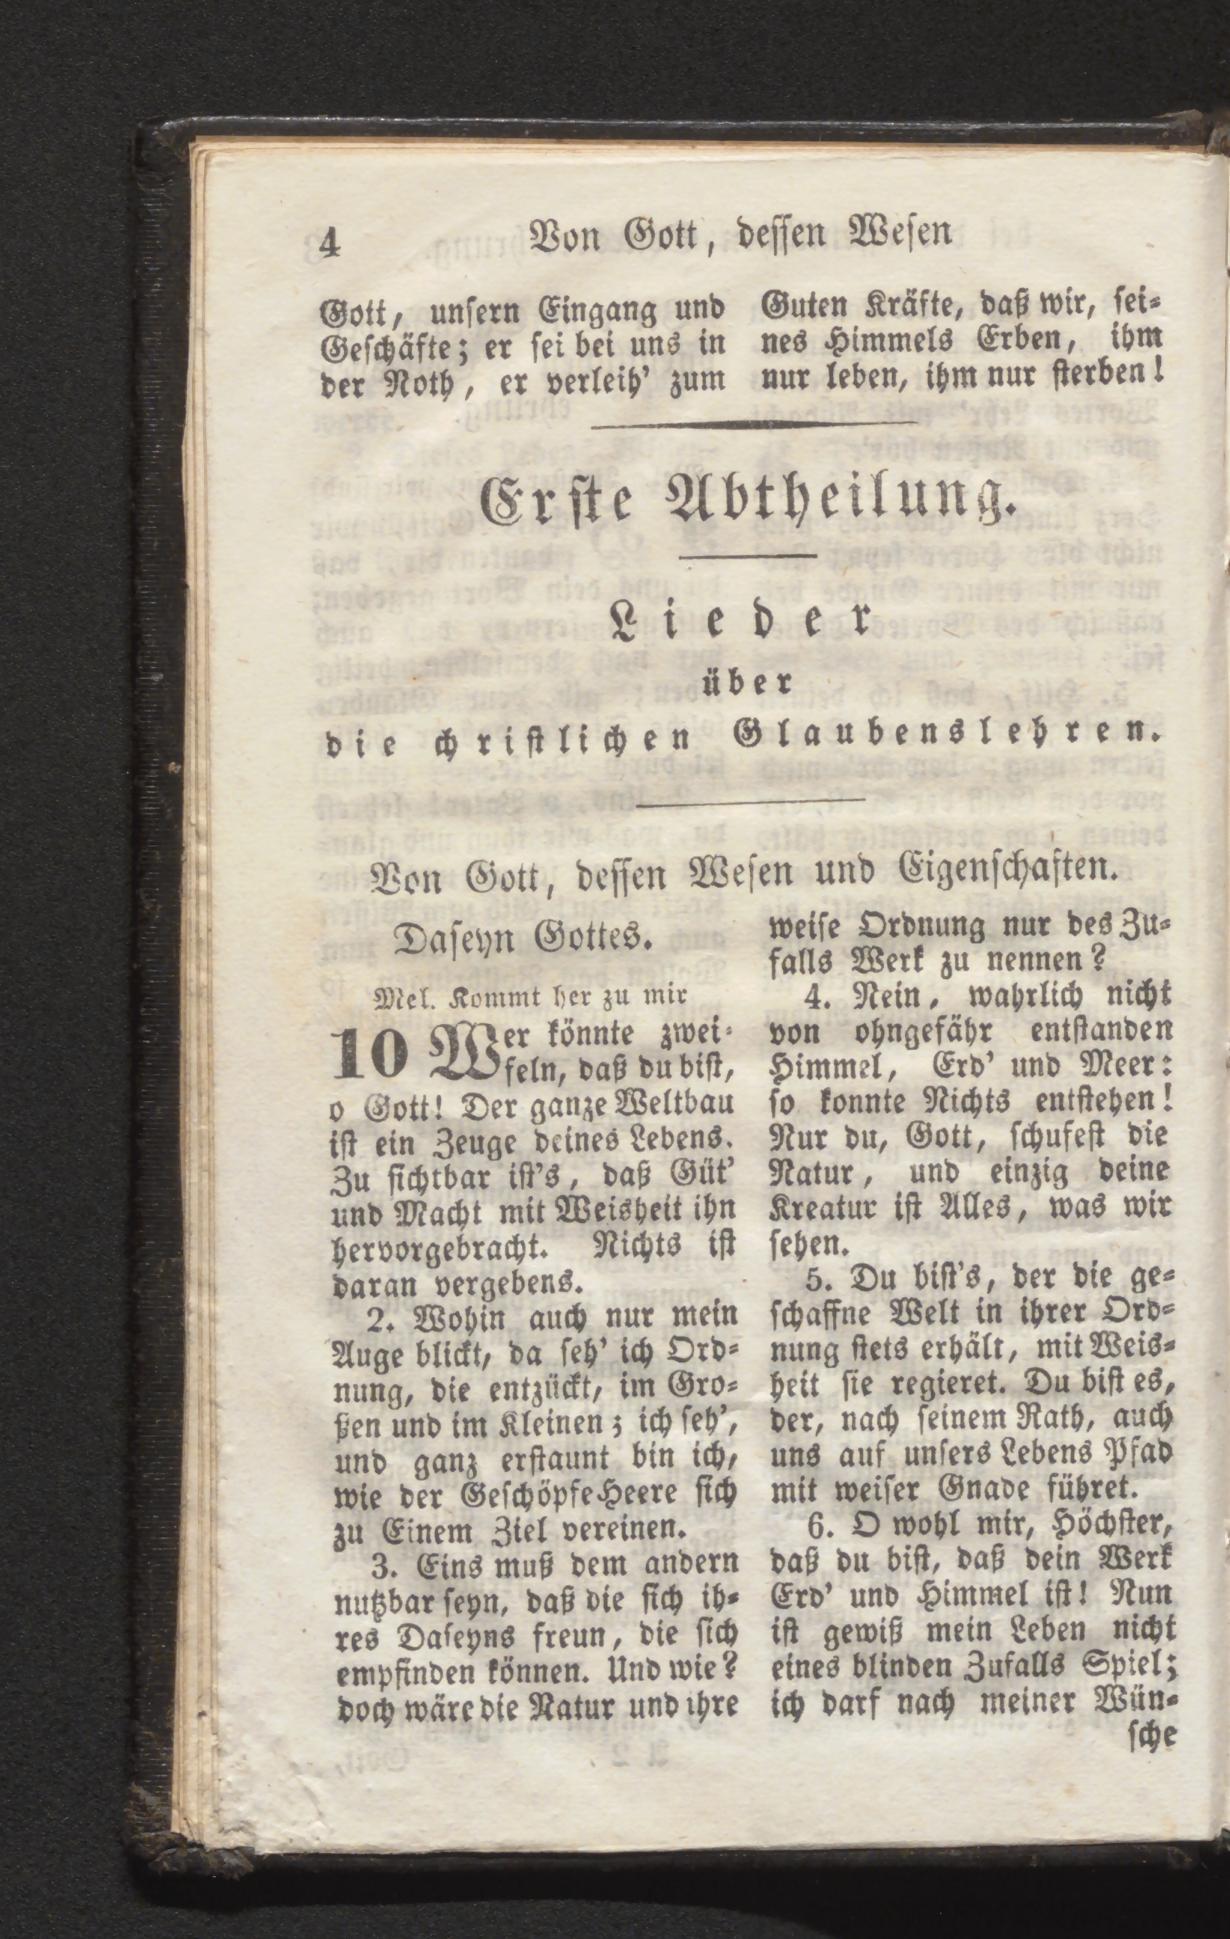 4
Von Gott, dessen Wesen
Gott, unsern Eingang und
Geschäfte; er sei bei uns in
der Noth, er verleih' zum
Guten Kräfte, daß wir, sei-
nes Himmels Erben, ihm
nur leben, ihm nur sterben!
Erste Abtheilung.
Lieder
über
die christlichen Glaubenslehren.
Von Gott, dessen Wesen und Eigenschaften.
Daseyn Gottes.
Mel. Kommt her zu mir
10 Wer könnte zwei-
feln, daß du bist,
o Gott! Der ganze Weltbau
ist ein Zeuge deines Lebens.
Zu sichtbar ist's, daß Güt'
und Macht mit Weisheit ihn
hervorgebracht. Nichts ist
daran vergebens.
2. Wohin auch nur mein
Auge blickt, da seh' ich Ord-
nung, die entzückt, im Gro-
ßen und im Kleinen; ich seh',
und ganz erstaunt bin ich,
wie der Geschöpfe Heere sich
zu Einem Ziel vereinen.
3. Eins muß dem andern
nutzbar seyn, daß die sich ih-
res Daseyns freun, die sich
empfinden können. Und wie?
doch wäre die Natur und ihre
weise Ordnung nur des Zu-
falls Werk zu nennen?
4. Nein, wahrlich nicht
von ohngefähr entstanden
Himmel, Erd' und Meer:
so konnte Nichts entstehen!
Nur du, Gott, schufest die
Natur, und einzig deine
Kreatur ist Alles, was wir
sehen.
5. Du bist's, der die ge-
schaffne Welt in ihrer Ord-
nung stets erhält, mit Weis-
heit sie regieret. Du bist es,
der, nach seinem Rath, auch
uns auf unsers Lebens Pfad
mit weiser Gnade führet.
6. O wohl mir, Höchster,
daß du bist, daß dein Werk
Erd' und Himmel ist! Nun
ist gewiß mein Leben nicht
eines blinden Zufalls Spiel;
ich darf nach meiner Wün-
sche